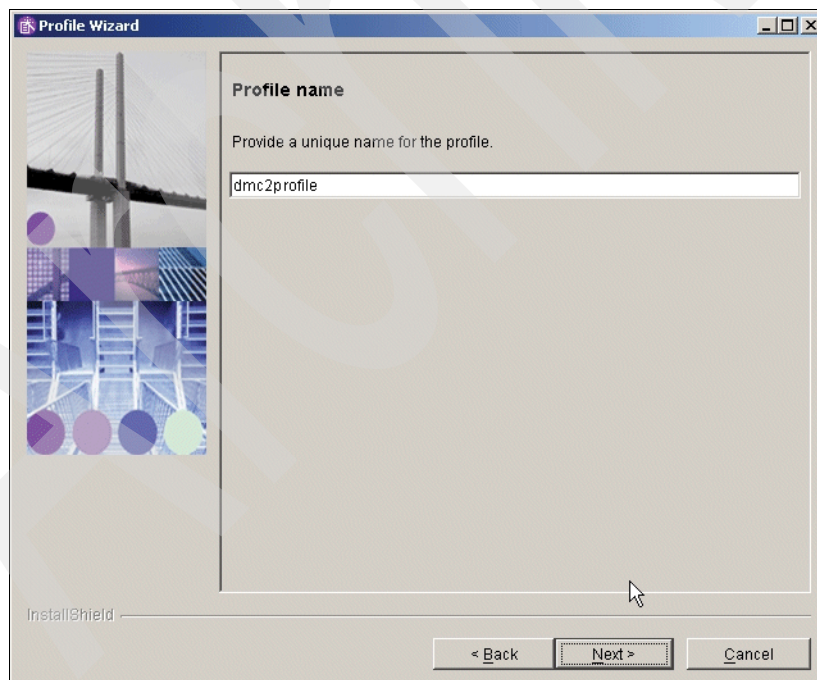 Profile Wizard
Profile name
Provide a unique name for the profile.
dmc2profile
InstallShield
< Back
Next >
Cancel